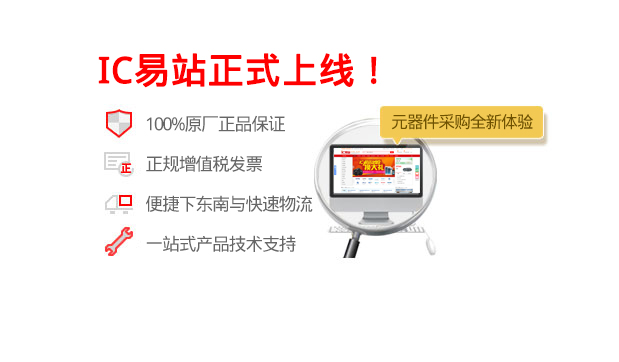 IC易站正式上线！
元器件采购全新体验
100%原厂正品保证
正规增值税发票
正
便捷下东南与快速物流
一站式产品技术支持